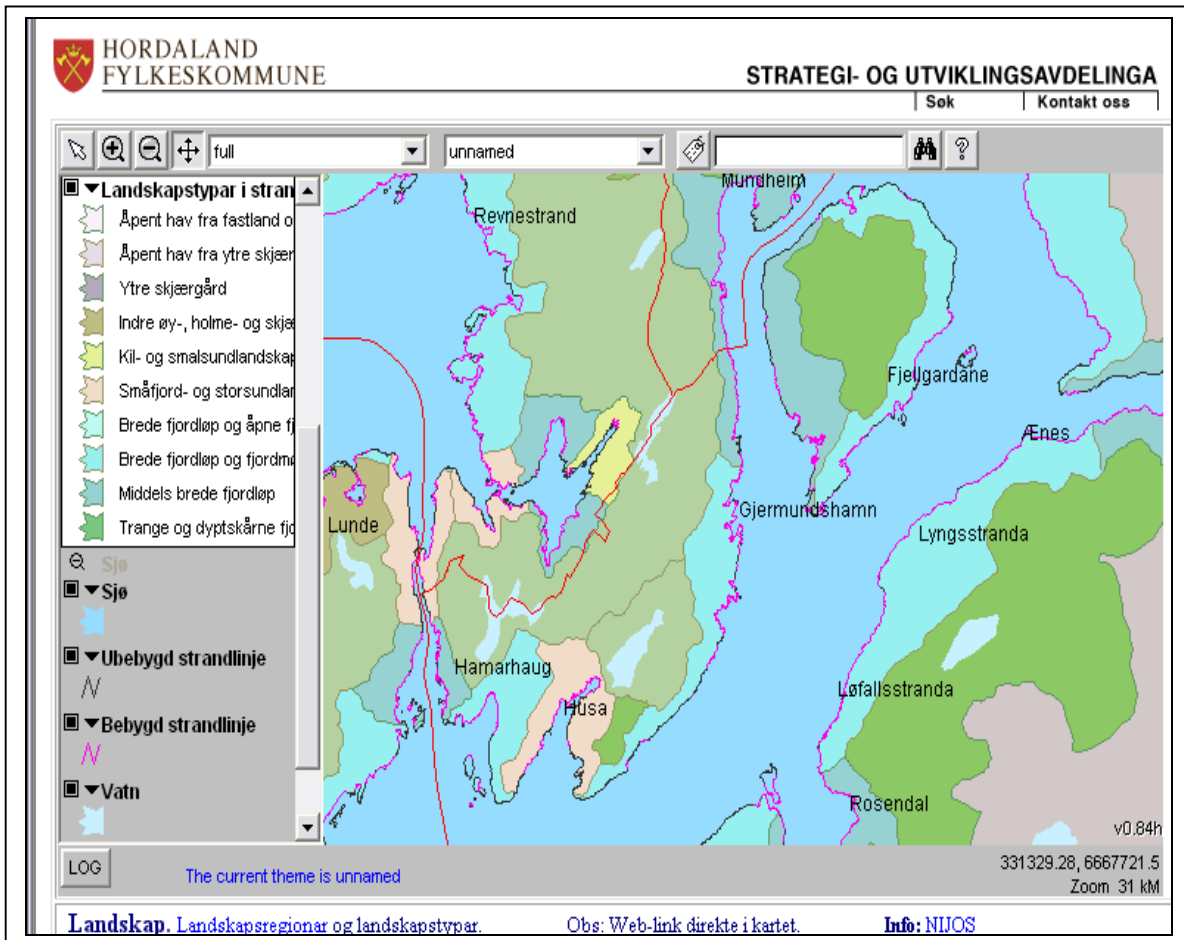 HORDALAND
FYLKESKOMMUNE
STRATEGI- OG UTVIKLINGSAVDELINGA
Søk
Kontakt oss
full
unnamed
?
Landskapstypar i stran
Åpent hav fra fastland o
Åpent hav fra ytre skjær
Ytre skjærgård
Indre øy-, holme- og skjæ
Kil- og smalsundlandskap
Småfjord- og storsundlan
Brede fjordløp og åpne fj
Brede fjordløp og fjordmø
Middels brede fjordløp
Trange og dyptskårne fjo
Sjø
Sjø
Ubebygd strandlinje
Bebygd strandlinje
Vatn
Mundheim
Revnestrand
Fjellgardane
Ænes
Gjermundshamn
Lunde
Lyngsstranda
Hamarhaug
Husa
Løfallsstranda
Rosendal
v0.84h
LOG
The current theme is unnamed
331329.28, 6667721.5
Zoom 31 kM
Landskap. Landskapsregionar og landskapstypar.
Obs: Web-link direkte i kartet.
Info: NIJOS